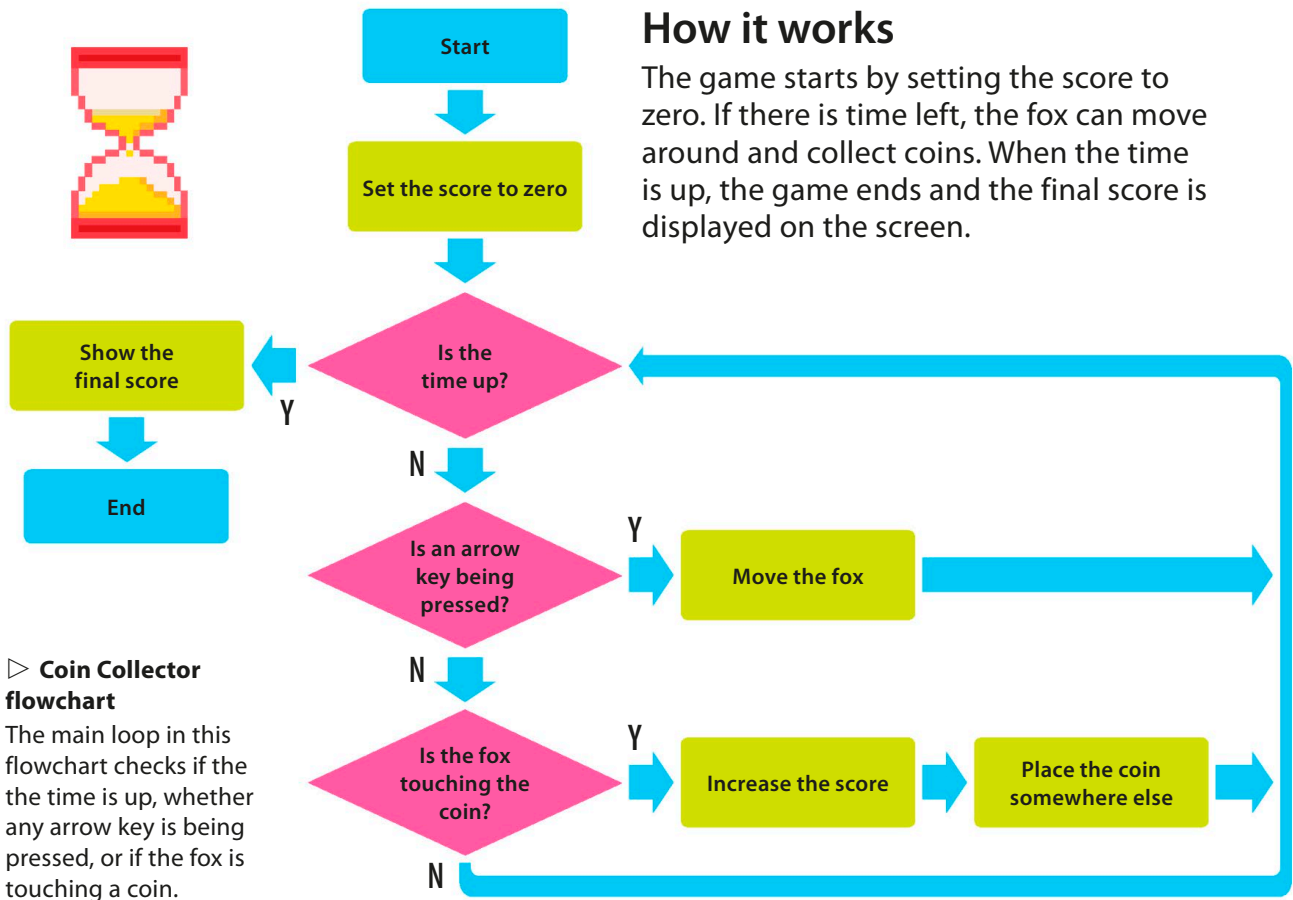 How it works
The game starts by setting the score to
zero. If there is time left, the fox can move
around and collect coins. When the time
is up, the game ends and the final score is
displayed on the screen.
Start
Set the score to zero
Is the
time up?
Y
Show the
final score
End
N
Is an arrow
key being
pressed?
Y
Move the fox
N
Is the fox
touching the
coin?
Y
Increase the score
Place the coin
somewhere else
N
▷ Coin Collector
flowchart
The main loop in this
flowchart checks if the
the time is up, whether
any arrow key is being
pressed, or if the fox is
touching a coin.